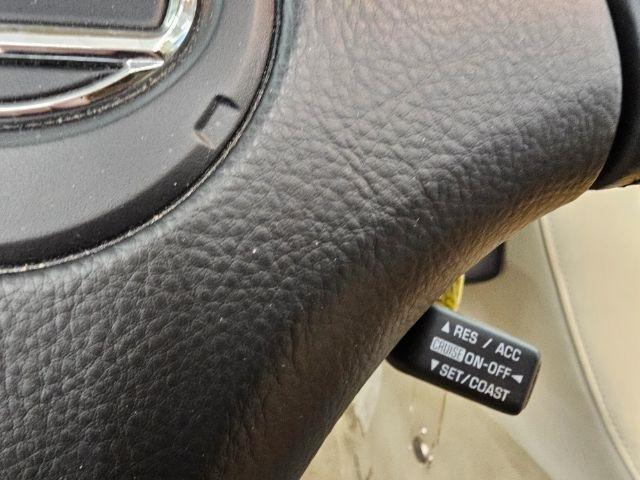 ▲ RES / ACC
CRUISE ON-OFF ◄
▼ SET/COAST